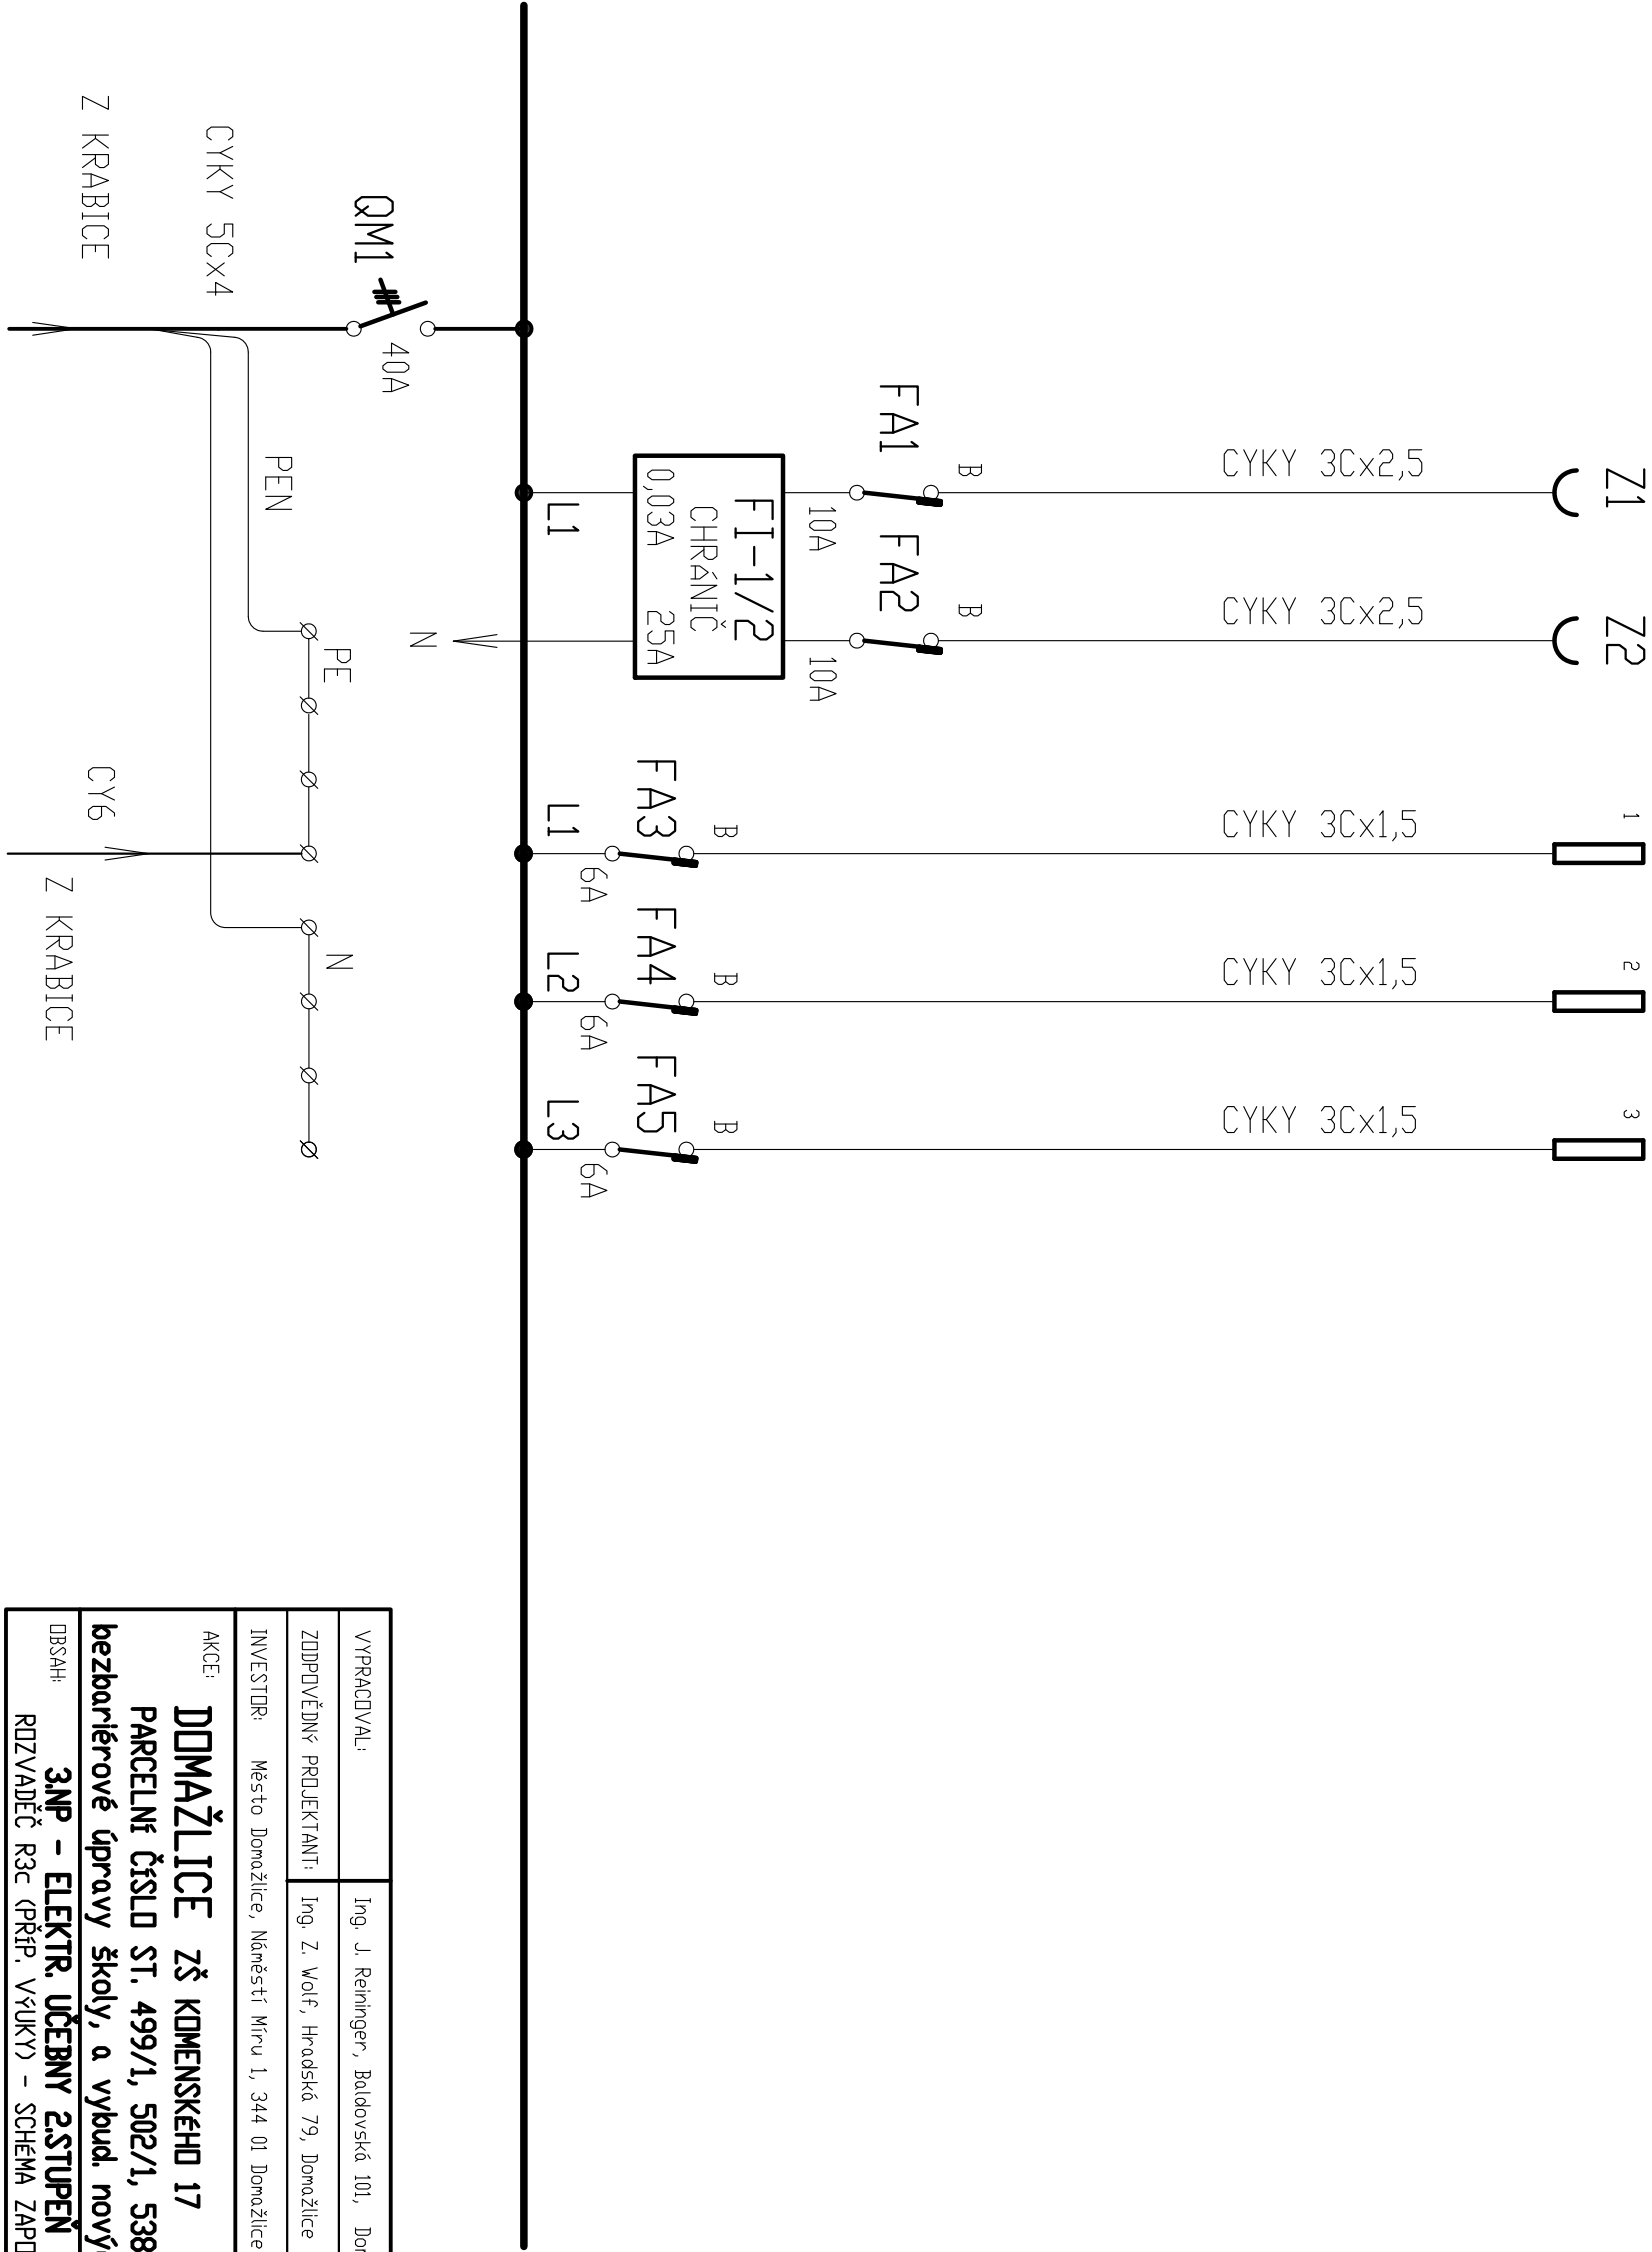 Z1
Z2
1
2
3
CYKY 3Cx2,5
CYKY 3Cx2,5
CYKY 3Cx1,5
CYKY 3Cx1,5
CYKY 3Cx1,5
FA1
B
10A
FA2
B
10A
FI-1/2
CHRÁNIČ
0,03A 25A
FA3
B
6A
FA4
B
6A
FA5
B
6A
L1
L1
L2
L3
N
QM1
40A
PE
N
PEN
CYKY 5Cx4
Z KRABICE
CY6
Z KRABICE
VYPRACOVAL:
Ing. J. Reininger, Baldovská 101,
ZODPOVĚDNÝ PROJEKTANT:
Ing. Z. Wolf, Hradská 79, Domažlice
INVESTOR: Město Domažlice, Náměstí Míru 1, 344 01 Domažlice
AKCE: DOMAŽLICE ZŠ KOMENSKÉHO 17
PARCELNÍ ČÍSLO ST. 499/1, 502/1, 538
bezbariérové úpravy školy, a vybud. nový
OBSAH: 3.NP - ELEKTR. UČEBNY 2.STUPEŇ
ROZVADĚČ R3c (PŘÍP. VÝUKY) - SCHÉMA